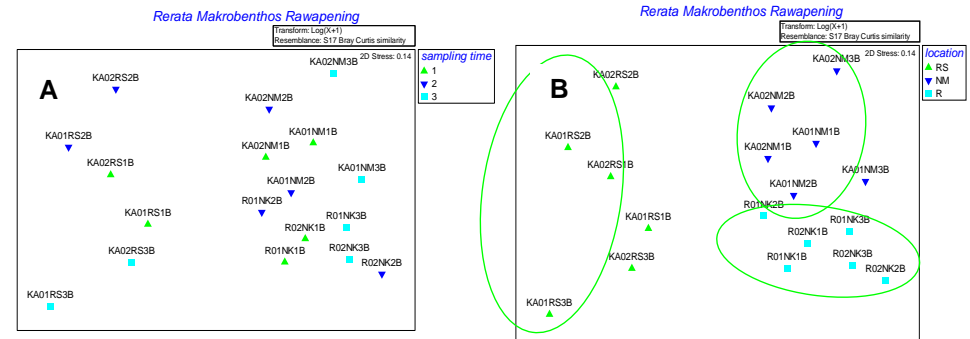 Rerata Makrobenthos Rawapening
Transform: Log(X+1)
Resemblance: S17 Bray Curtis similarity
2D Stress: 0.14
sampling time
1
2
3
A
KA02NM3B
KA02RS2B
KA02NM2B
KA01RS2B
KA01NM1B
KA02NM1B
KA02RS1B
KA01NM3B
KA01NM2B
R01NK2B
KA01RS1B
R01NK3B
R02NK1B
KA02RS3B
R01NK1B
R02NK3B
R02NK2B
KA01RS3B
Rerata Makrobenthos Rawapening
Transform: Log(X+1)
Resemblance: S17 Bray Curtis similarity
2D Stress: 0.14
location
RS
NM
R
B
KA02NM3B
KA02RS2B
KA02NM2B
KA01RS2B
KA01NM1B
KA02NM1B
KA02RS1B
KA01NM3B
KA01NM2B
R01NK2B
KA01RS1B
R01NK3B
R02NK1B
KA02RS3B
R01NK1B
R02NK3B
R02NK2B
KA01RS3B